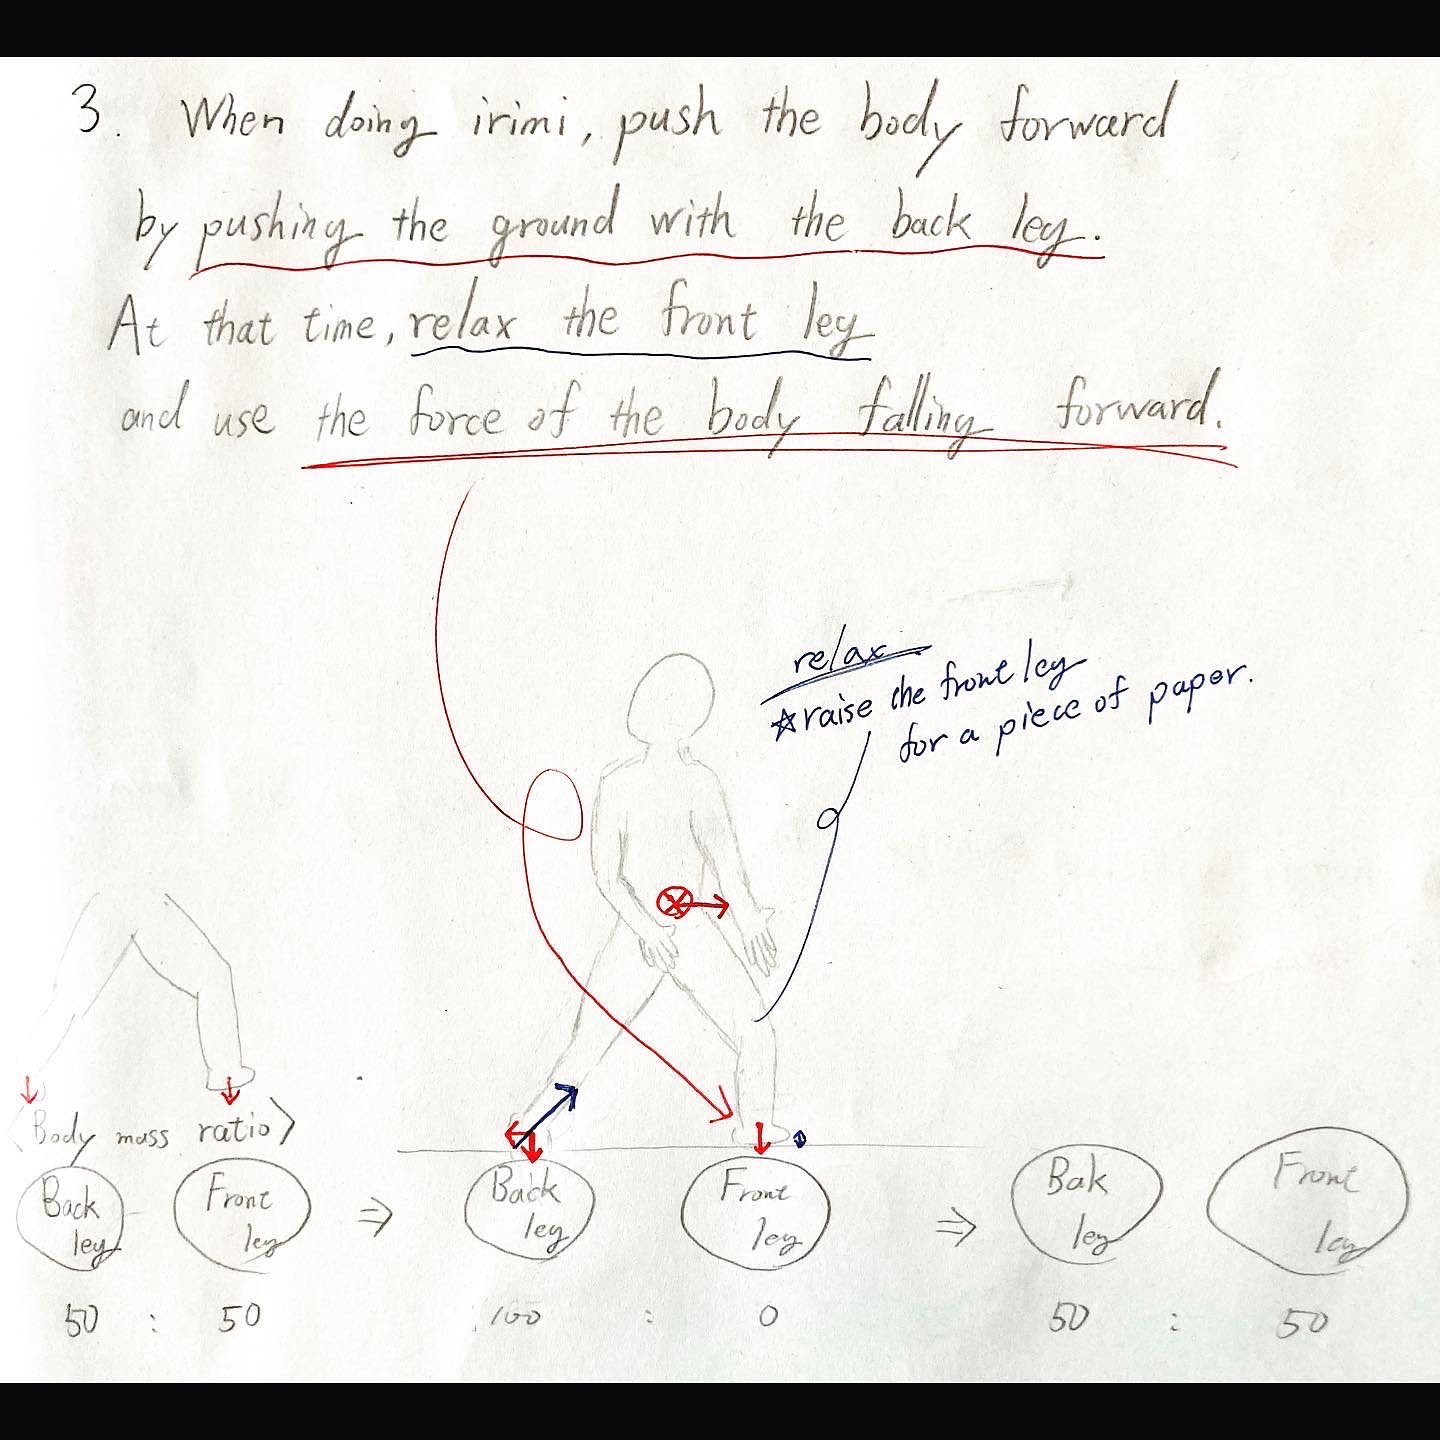 3. When doing irimi, push the body forward
by pushing the ground with the back leg.
At that time, relax the front leg
and use the force of the body falling forward.
relax
☆raise the front leg
for a piece of paper.
〈Body mass ratio〉
Back leg Front leg ⇒ Back leg Front leg ⇒ Bak leg Front leg
50 : 50 100 : 0 50 : 50